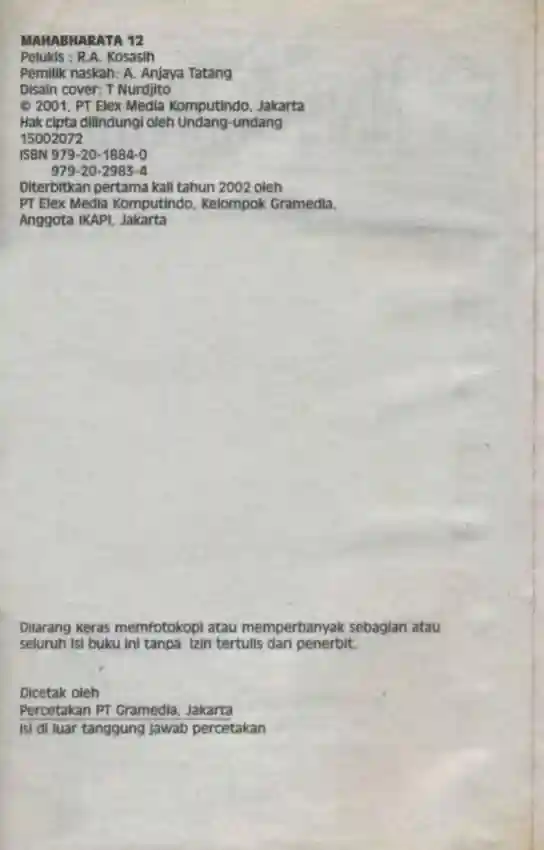 MAHABHARATA 12
Pelukis : R.A. Kosasih
Pemilik naskah: A. Anjaya Tatang
Disain cover: T Nurdjito
© 2001, PT Elex Media Komputindo, Jakarta
Hak cipta dilindungi oleh Undang-undang
15002072
ISBN 979-20-1884-0
979-20-2983-4
Diterbitkan pertama kali tahun 2002 oleh
PT Elex Media Komputindo, Kelompok Gramedia,
Anggota IKAPI, Jakarta
Dilarang keras memfotokopi atau memperbanyak sebagian atau
seluruh isi buku ini tanpa izin tertulis dari penerbit.
Dicetak oleh
Percetakan PT Gramedia, Jakarta
Isi di luar tanggung jawab percetakan